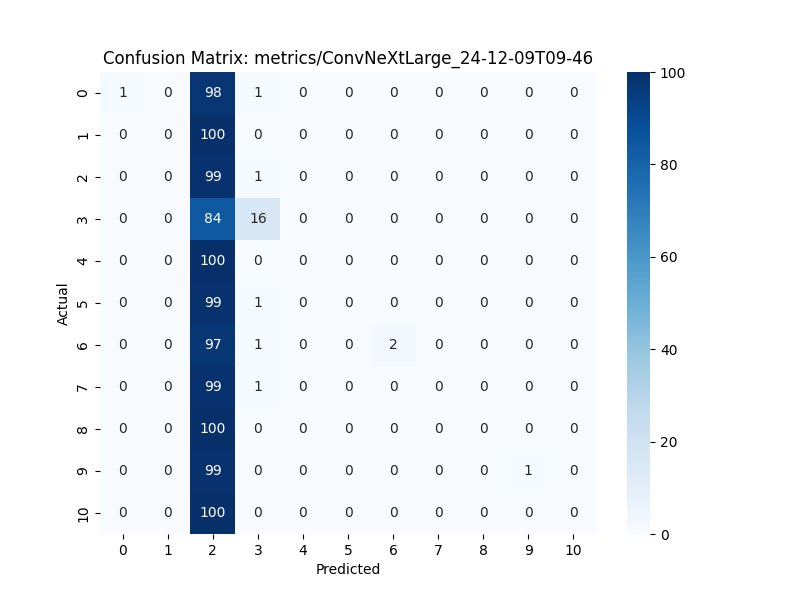 Confusion Matrix: metrics/ConvNeXtLarge_24-12-09T09-46
0 1 0 98 1 0 0 0 0 0 0 0
1 0 0 100 0 0 0 0 0 0 0 0
2 0 0 99 1 0 0 0 0 0 0 0
3 0 0 84 16 0 0 0 0 0 0 0
4 0 0 100 0 0 0 0 0 0 0 0
5 0 0 99 1 0 0 0 0 0 0 0
6 0 0 97 1 0 0 2 0 0 0 0
7 0 0 99 1 0 0 0 0 0 0 0
8 0 0 100 0 0 0 0 0 0 0 0
9 0 0 99 0 0 0 0 0 0 1 0
10 0 0 100 0 0 0 0 0 0 0 0
0 1 2 3 4 5 6 7 8 9 10
Actual
Predicted
100
80
60
40
20
0